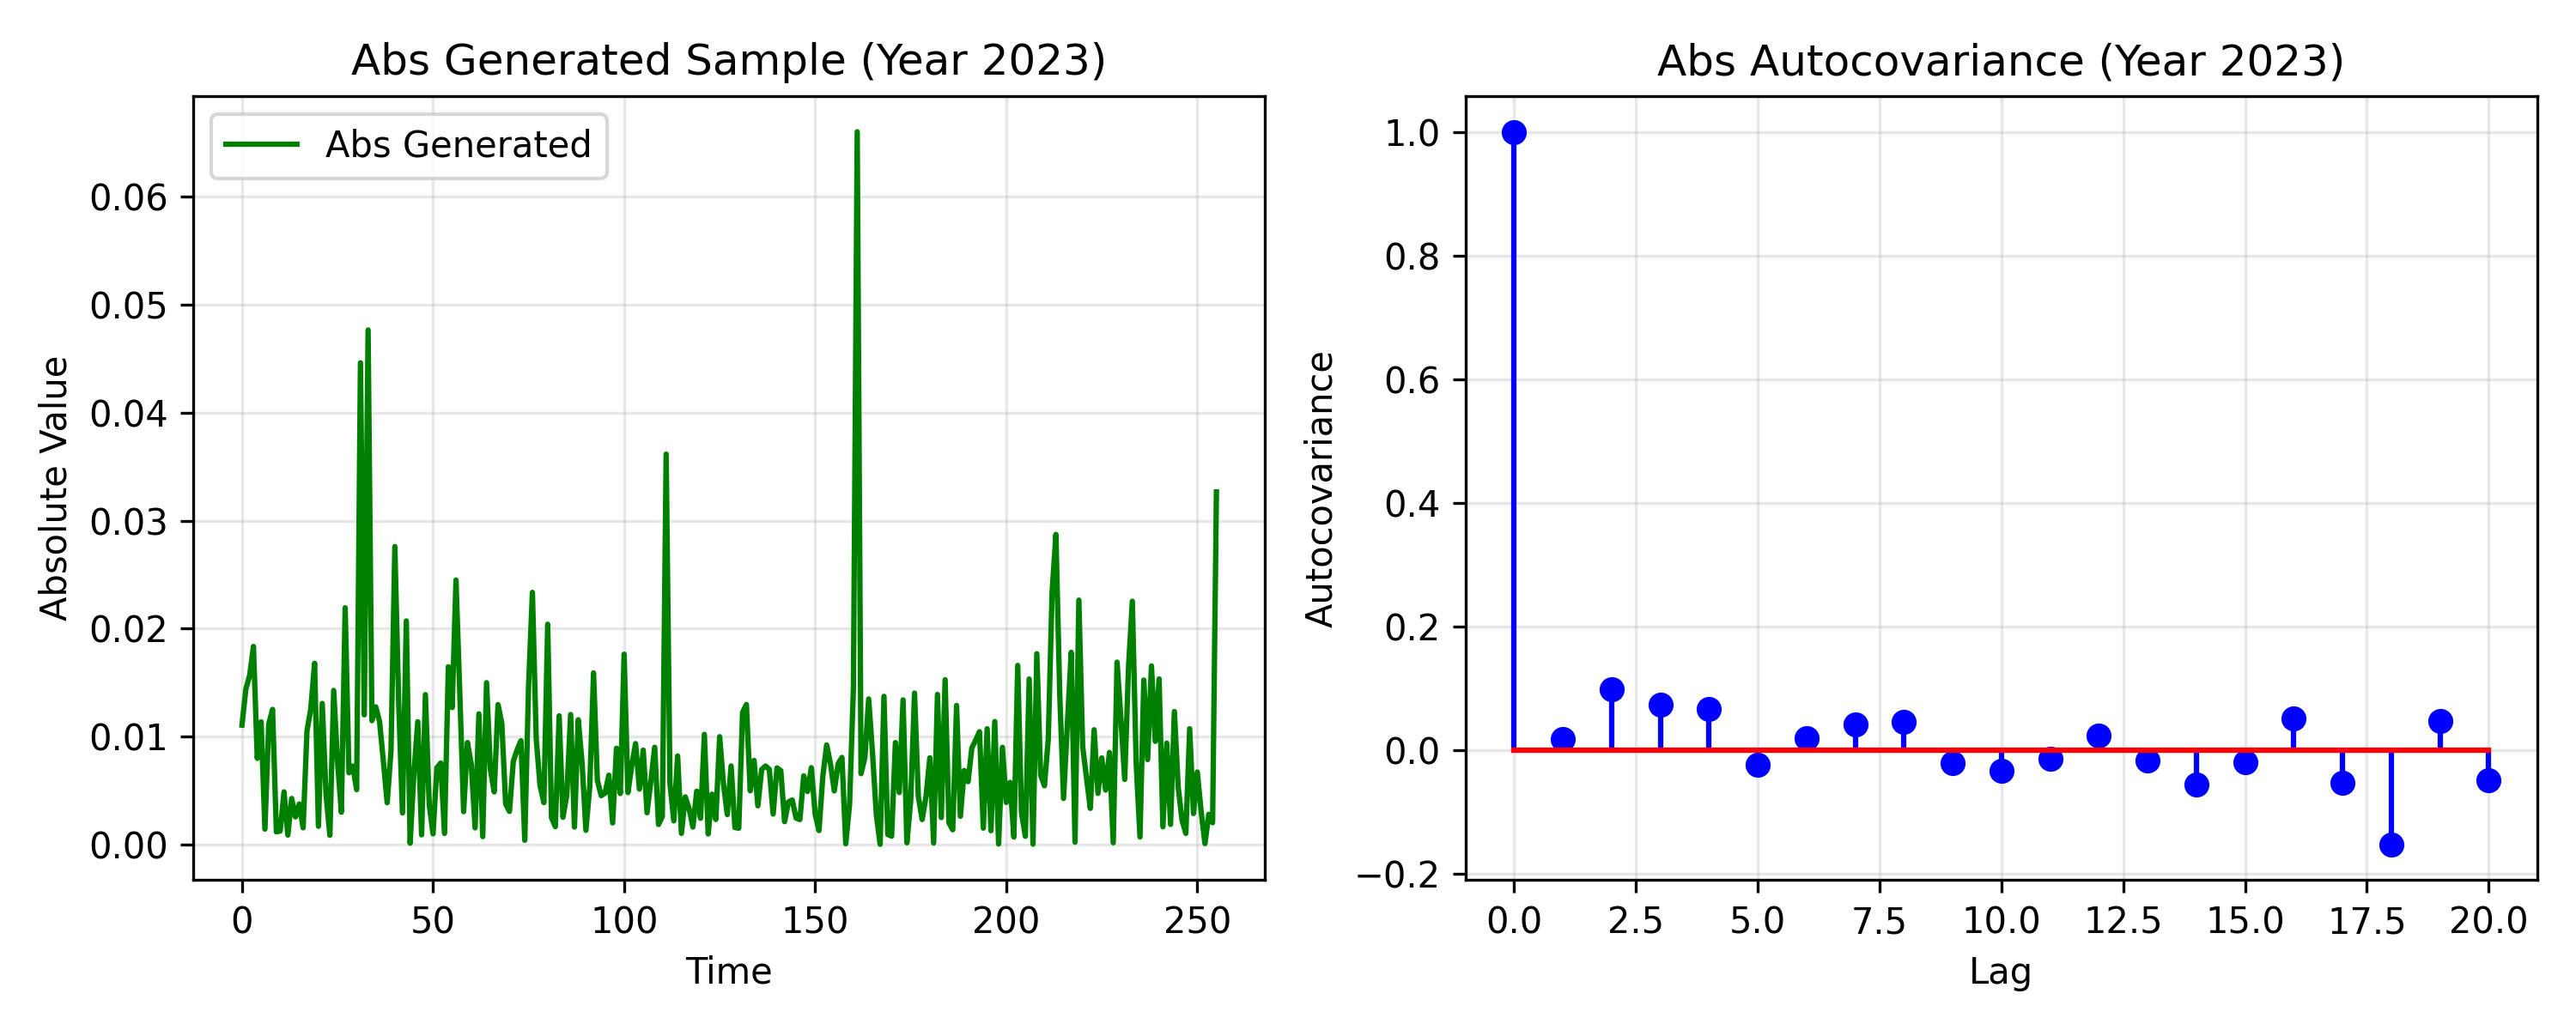 Abs Generated Sample (Year 2023)
Abs Generated
Absolute Value
0.06
0.05
0.04
0.03
0.02
0.01
0.00
0 50 100 150 200 250
Time
Abs Autocovariance (Year 2023)
Autocovariance
1.0
0.8
0.6
0.4
0.2
0.0
−0.2
0.0 2.5 5.0 7.5 10.0 12.5 15.0 17.5 20.0
Lag